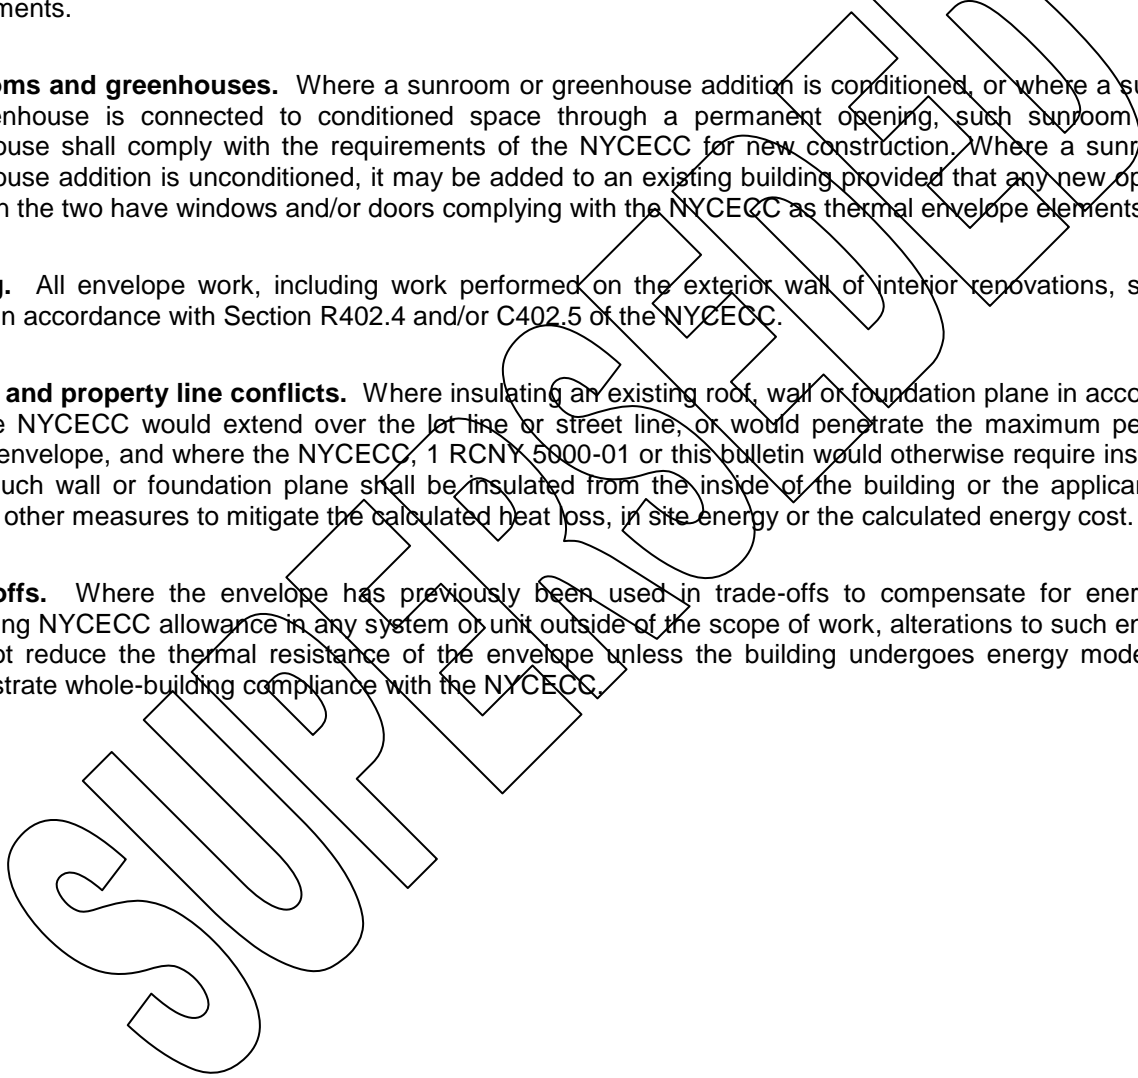 ments.
oms and greenhouses. Where a sunroom or greenhouse addition is conditioned, or where a su
enhouse is connected to conditioned space through a permanent opening, such sunroom
ouse shall comply with the requirements of the NYCECC for new construction. Where a sunr
ouse addition is unconditioned, it may be added to an existing building provided that any new op
n the two have windows and/or doors complying with the NYCECC as thermal envelope elements
g. All envelope work, including work performed on the exterior wall of interior renovations, s
n accordance with Section R402.4 and/or C402.5 of the NYCECC.
and property line conflicts. Where insulating an existing roof, wall or foundation plane in acco
e NYCECC would extend over the lot line or street line, or would penetrate the maximum pe
envelope, and where the NYCECC, 1 RCNY 5000-01 or this bulletin would otherwise require ins
uch wall or foundation plane shall be insulated from the inside of the building or the applican
other measures to mitigate the calculated heat loss, in site energy or the calculated energy cost.
offs. Where the envelope has previously been used in trade-offs to compensate for ener
ing NYCECC allowance in any system or unit outside of the scope of work, alterations to such en
ot reduce the thermal resistance of the envelope unless the building undergoes energy mode
strate whole-building compliance with the NYCECC.
SUPERSEDED